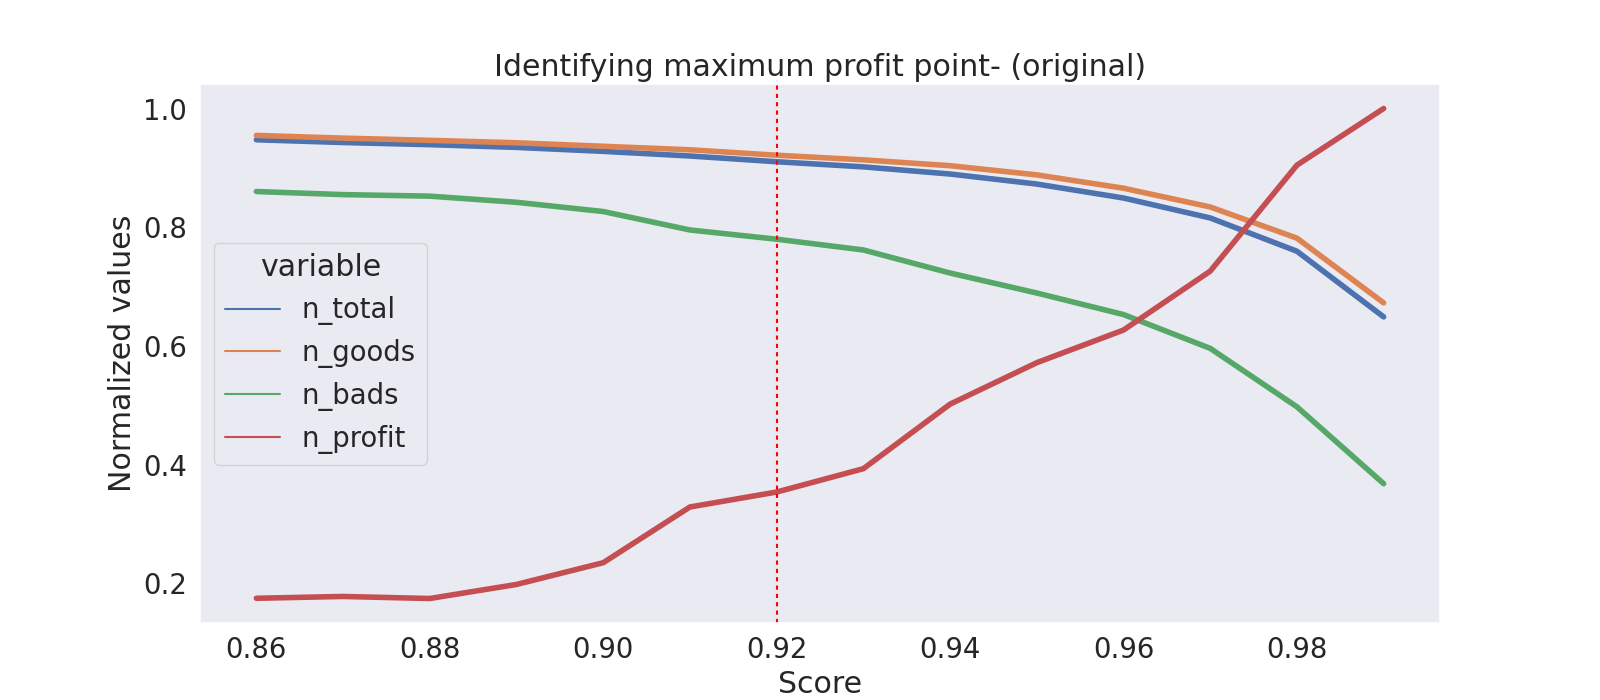 Identifying maximum profit point- (original)
Normalized values
1.0
0.8
0.6
0.4
0.2
variable
n_total
n_goods
n_bads
n_profit
0.86 0.88 0.90 0.92 0.94 0.96 0.98
Score